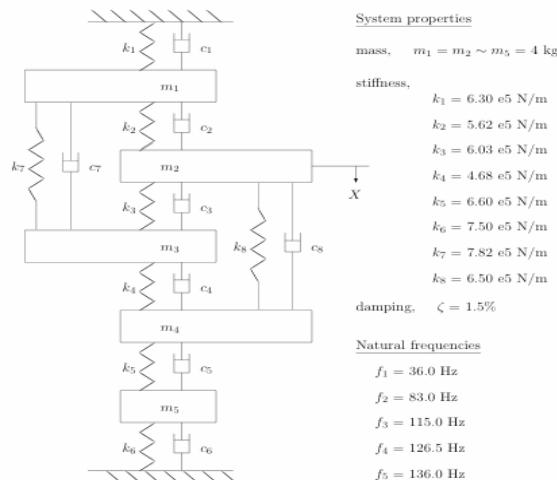 k₁
c₁
m₁
k₂
c₂
m₂
k₇
c₇
X
k₃
c₃
m₃
k₈
c₈
k₄
c₄
m₄
k₅
c₅
m₅
k₆
c₆
System properties
mass, m₁ = m₂ ∼ m₅ = 4 kg
stiffness,
k₁ = 6.30 e5 N/m
k₂ = 5.62 e5 N/m
k₃ = 6.03 e5 N/m
k₄ = 4.68 e5 N/m
k₅ = 6.60 e5 N/m
k₆ = 7.50 e5 N/m
k₇ = 7.82 e5 N/m
k₈ = 6.50 e5 N/m
damping, ζ = 1.5%
Natural frequencies
f₁ = 36.0 Hz
f₂ = 83.0 Hz
f₃ = 115.0 Hz
f₄ = 126.5 Hz
f₅ = 136.0 Hz